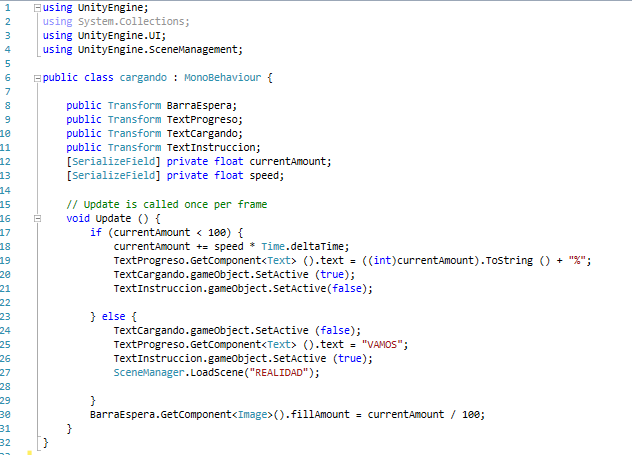 1 using UnityEngine;
2 using System.Collections;
3 using UnityEngine.UI;
4 using UnityEngine.SceneManagement;
5
6 public class cargando : MonoBehaviour {
7
8 public Transform BarraEspera;
9 public Transform TextProgreso;
10 public Transform TextCargando;
11 public Transform TextInstruccion;
12 [SerializeField] private float currentAmount;
13 [SerializeField] private float speed;
14
15 // Update is called once per frame
16 void Update () {
17 if (currentAmount < 100) {
18 currentAmount += speed * Time.deltaTime;
19 TextProgreso.GetComponent<Text> ().text = ((int)currentAmount).ToString () + "%";
20 TextCargando.gameObject.SetActive (true);
21 TextInstruccion.gameObject.SetActive(false);
22
23 } else {
24 TextCargando.gameObject.SetActive (false);
25 TextProgreso.GetComponent<Text> ().text = "VAMOS";
26 TextInstruccion.gameObject.SetActive (true);
27 SceneManager.LoadScene("REALIDAD");
28
29 }
30 BarraEspera.GetComponent<Image>().fillAmount = currentAmount / 100;
31 }
32 }